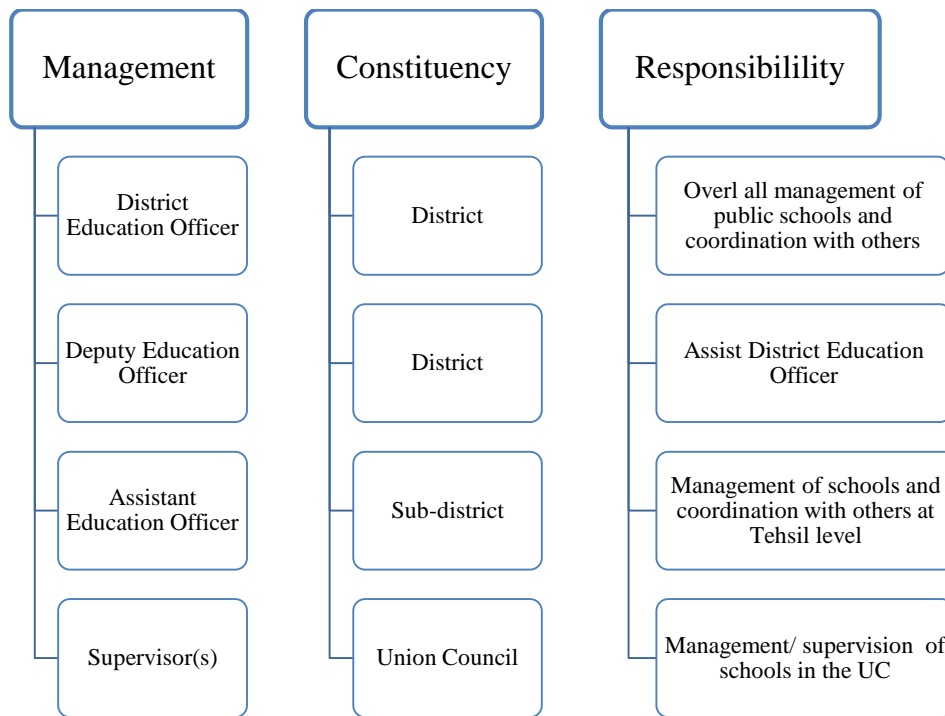 Management
District
Education Officer
Deputy Education
Officer
Assistant
Education Officer
Supervisor(s)
Constituency
District
District
Sub-district
Union Council
Responsibilility
Overl all management of
public schools and
coordination with others
Assist District Education
Officer
Management of schools and
coordination with others at
Tehsil level
Management/ supervision of
schools in the UC